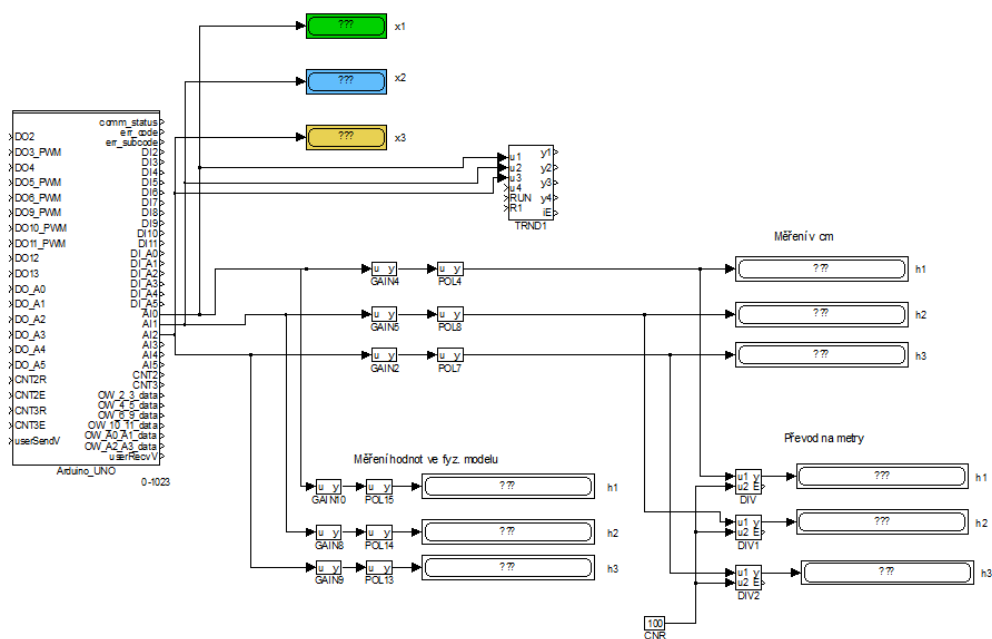 ??? x1
??? x2
??? x3
comm_status
err_code
err_subcode
DO2
DO3_PWM
DO4
DO5_PWM
DO6_PWM
DO9_PWM
DO10_PWM
DO11_PWM
DO12
DO13
DO_A0
DO_A1
DO_A2
DO_A3
DO_A4
DO_A5
CNT2R
CNT2E
CNT3R
CNT3E
userSendV
DI2
DI3
DI4
DI5
DI6
DI7
DI8
DI9
DI10
DI11
DI_A0
DI_A1
DI_A2
DI_A3
DI_A4
DI_A5
AI0
AI1
AI2
AI3
AI4
AI5
CNT2
CNT3
OW_2_3_data
OW_4_5_data
OW_6_9_data
OW_10_11_data
OW_A0_A1_data
OW_A2_A3_data
userRecvV
Arduino_UNO
0-1023
u1 y1
u2 y2
u3 y3
u4 y4
RUN
R1 iE
TRND1
Měření v cm
u y u y ??? h1
GAIN4 POL4
u y u y ??? h2
GAIN5 POL8
u y u y ??? h3
GAIN2 POL7
Měření hodnot ve fyz. modelu
u y u y ??? h1
GAIN10 POL15
u y u y ??? h2
GAIN8 POL14
u y u y ??? h3
GAIN9 POL13
Převod na metry
u1 y ??? h1
u2 E
DIV
u1 y ??? h2
u2 E
DIV1
u1 y ??? h3
u2 E
DIV2
100
CNR